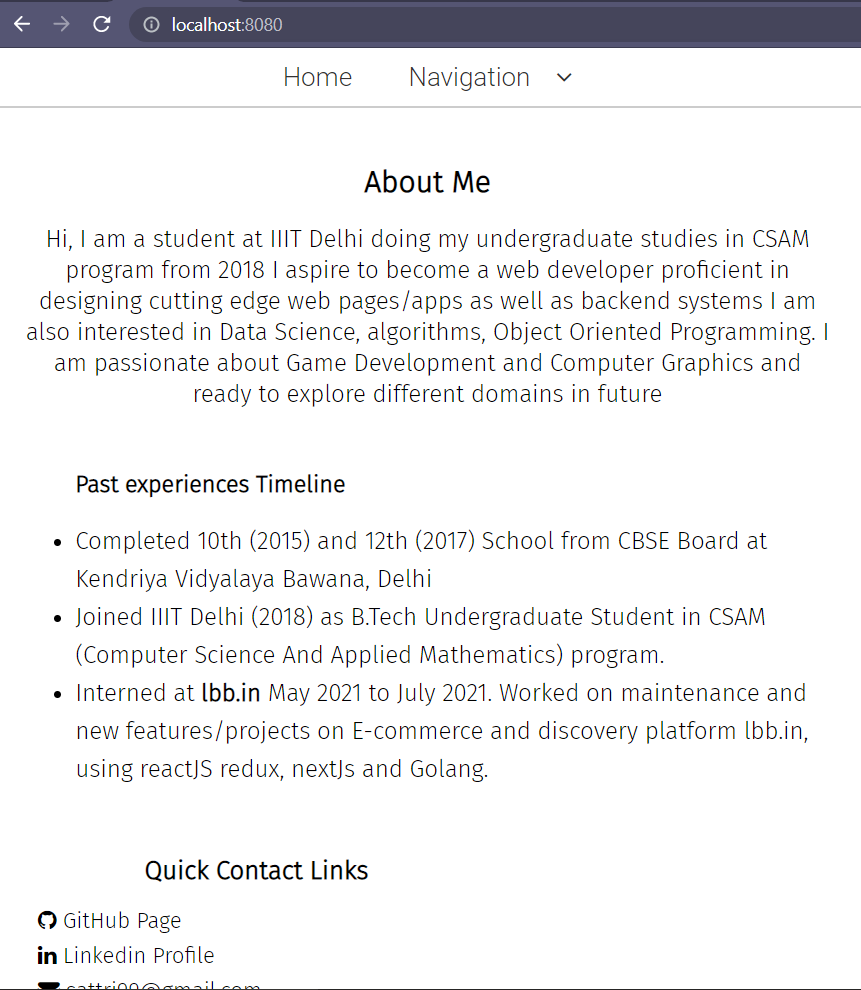 localhost:8080
Home Navigation
About Me
Hi, I am a student at IIIT Delhi doing my undergraduate studies in CSAM
program from 2018 I aspire to become a web developer proficient in
designing cutting edge web pages/apps as well as backend systems I am
also interested in Data Science, algorithms, Object Oriented Programming. I
am passionate about Game Development and Computer Graphics and
ready to explore different domains in future
Past experiences Timeline
• Completed 10th (2015) and 12th (2017) School from CBSE Board at
Kendriya Vidyalaya Bawana, Delhi
• Joined IIIT Delhi (2018) as B.Tech Undergraduate Student in CSAM
(Computer Science And Applied Mathematics) program.
• Interned at lbb.in May 2021 to July 2021. Worked on maintenance and
new features/projects on E-commerce and discovery platform lbb.in,
using reactJS redux, nextJs and Golang.
Quick Contact Links
GitHub Page
Linkedin Profile